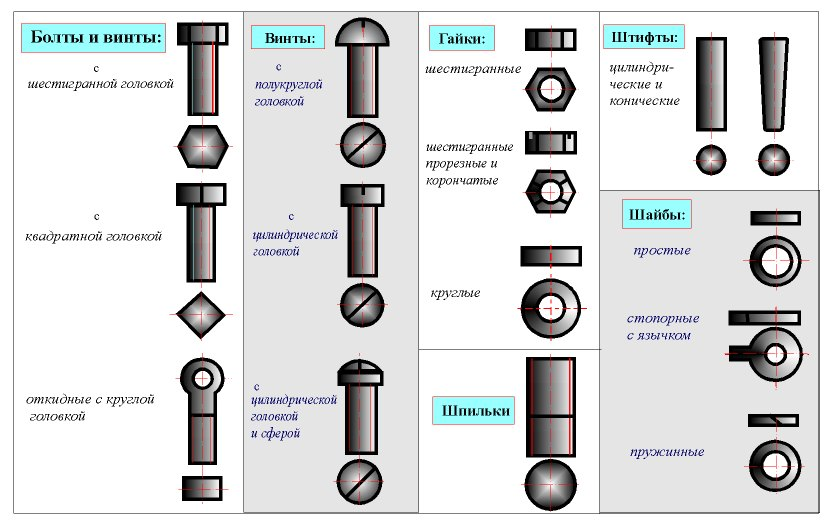 Болты и винты:
с
шестигранной головкой
с
квадратной головкой
откидные с круглой
головкой
Винты:
с
полукруглой
головкой
с
цилиндрической
головкой
с
цилиндрической
головкой
и сферой
Гайки:
шестигранные
шестигранные
прорезные и
корончатые
круглые
Шпильки
Штифты:
цилиндри-
ческие и
конические
Шайбы:
простые
стопорные
с язычком
пружинные